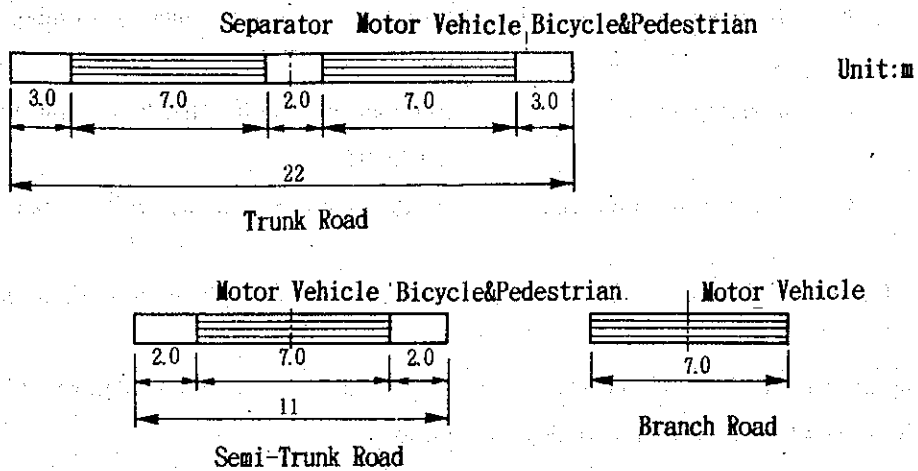 Separator Motor Vehicle Bicycle&Pedestrian
Unit:m
3.0 7.0 2.0 7.0 3.0
22
Trunk Road
Motor Vehicle Bicycle&Pedestrian Motor Vehicle
2.0 7.0 2.0 7.0
11
Branch Road
Semi-Trunk Road